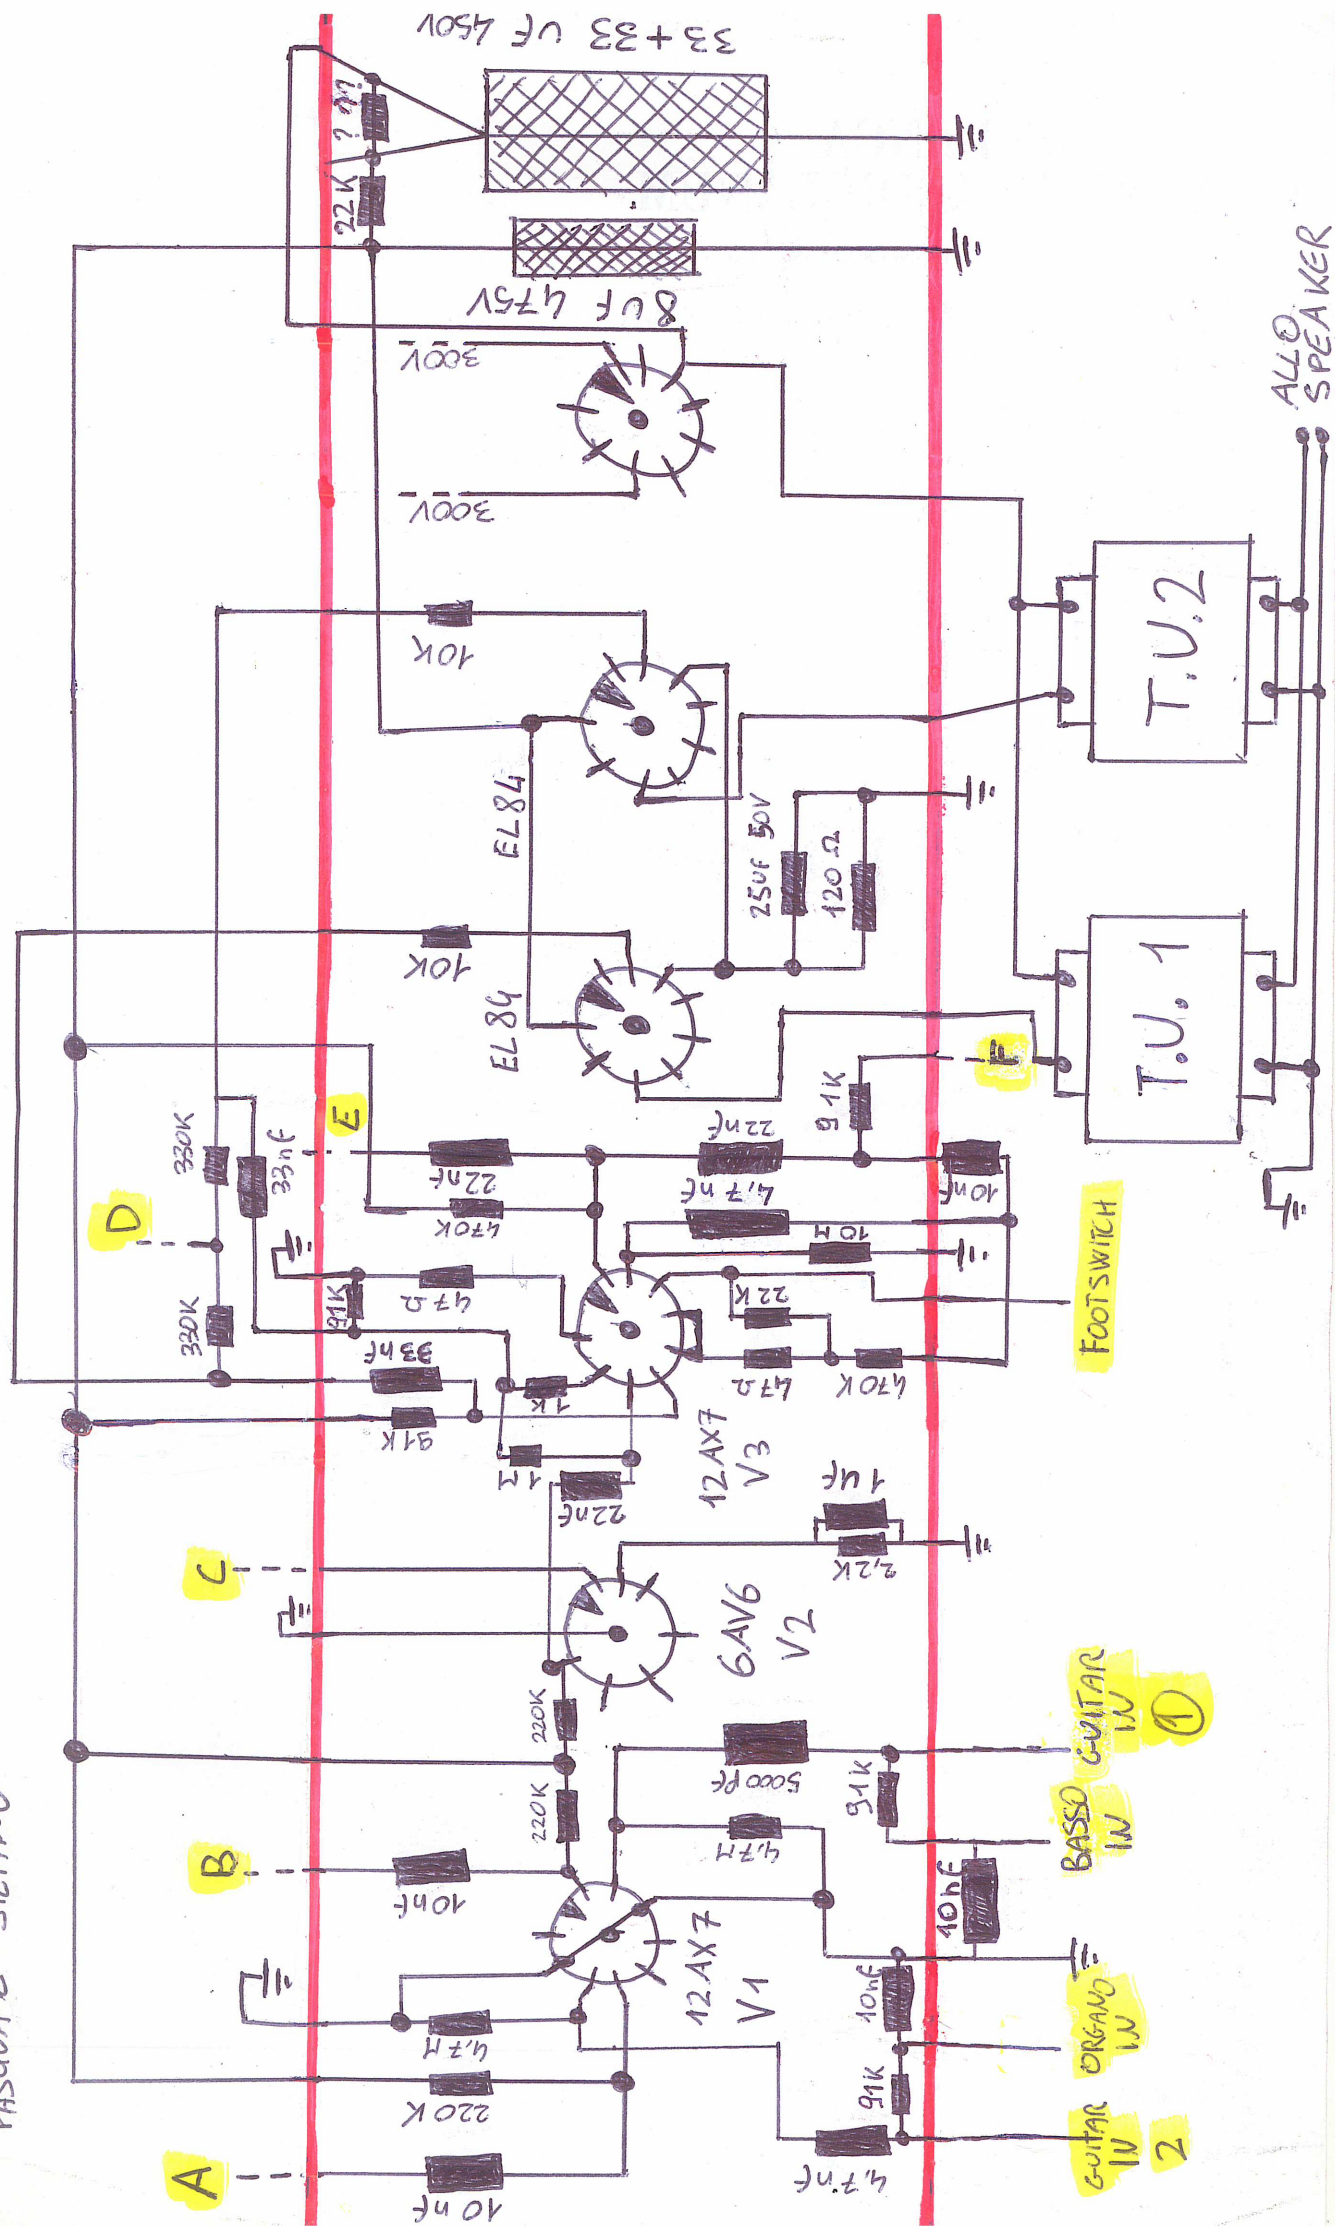 33+33 UF 450V
? nr
22K
8UF 475V
300V
300V
ALLO
SPEAKER
10K
T.U.2
EL84
25UF 50V
120Ω
10K
EL84
T.U. 1
F
91K
E
330K
33nf
22nf
22nf
470K
4,7nf
10nf
10M
D
91K
47Ω
22K
FOOTSWITCH
330K
33nf
1K
47Ω
470K
91K
1M
22nf
12AX7
V3
1UF
2,2K
C
6AV6
V2
220K
220K
5000pf
91K
GUITAR
IN
1
BASSO
IN
4,7M
B
10nf
10nf
12AX7
V1
10nf
ORGANO
IN
4,7M
220K
91K
GUITAR
IN
2
4,7nf
A
10nf